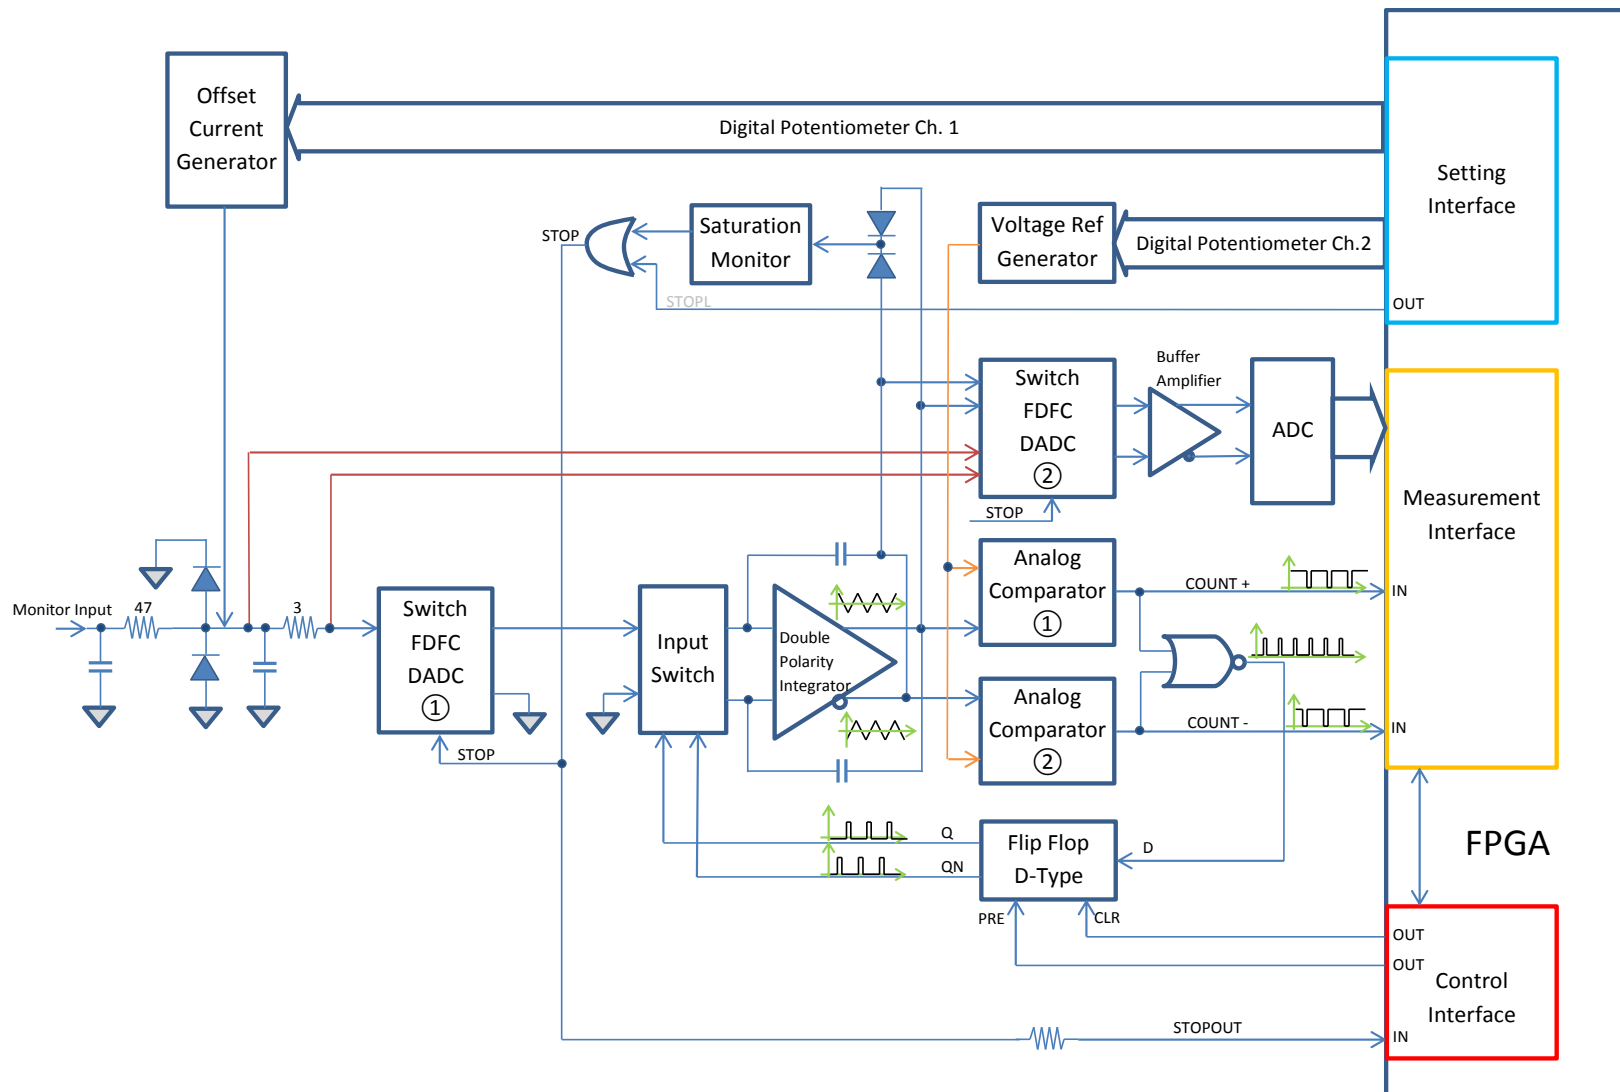 Offset
Current
Generator
Digital Potentiometer Ch. 1
Setting
Interface
STOP
Saturation
Monitor
Voltage Ref
Generator
Digital Potentiometer Ch.2
STOPL
OUT
Switch
FDFC
DADC
2
STOP
Buffer
Amplifier
ADC
Measurement
Interface
Monitor Input
47
3
Switch
FDFC
DADC
1
STOP
Input
Switch
Double
Polarity
Integrator
Analog
Comparator
1
COUNT +
IN
Analog
Comparator
2
COUNT -
IN
Q
QN
Flip Flop
D-Type
D
PRE
CLR
FPGA
OUT
OUT
Control
Interface
STOPOUT
IN